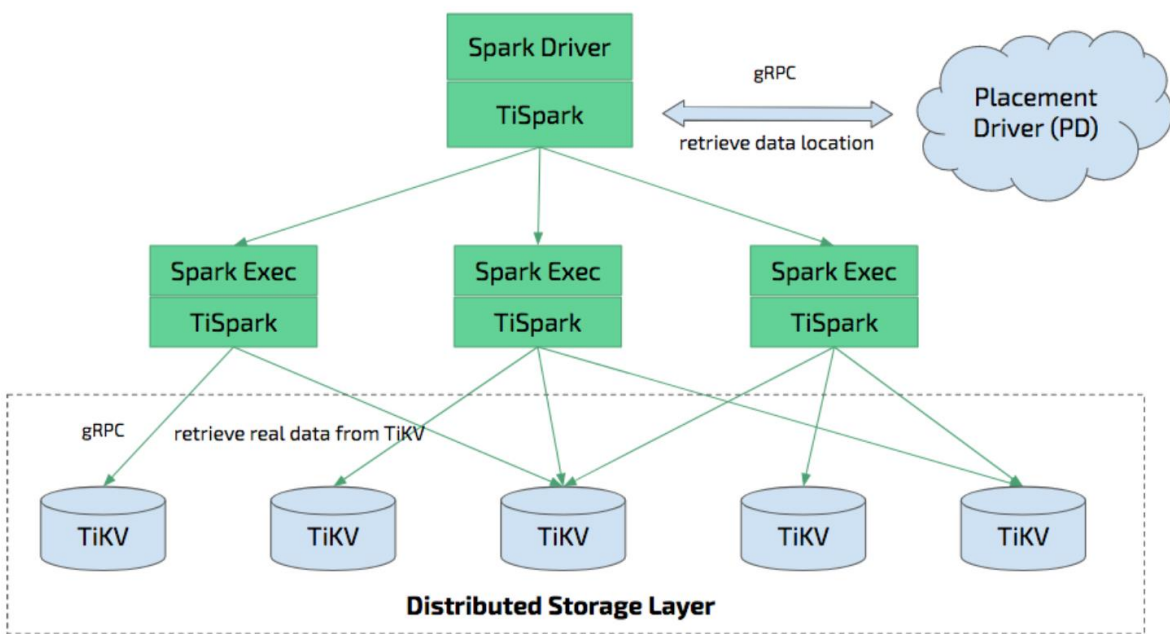 Spark Driver
TiSpark
gRPC
retrieve data location
Placement
Driver (PD)
Spark Exec
TiSpark
Spark Exec
TiSpark
Spark Exec
TiSpark
gRPC
retrieve real data from TiKV
TiKV
TiKV
TiKV
TiKV
TiKV
Distributed Storage Layer